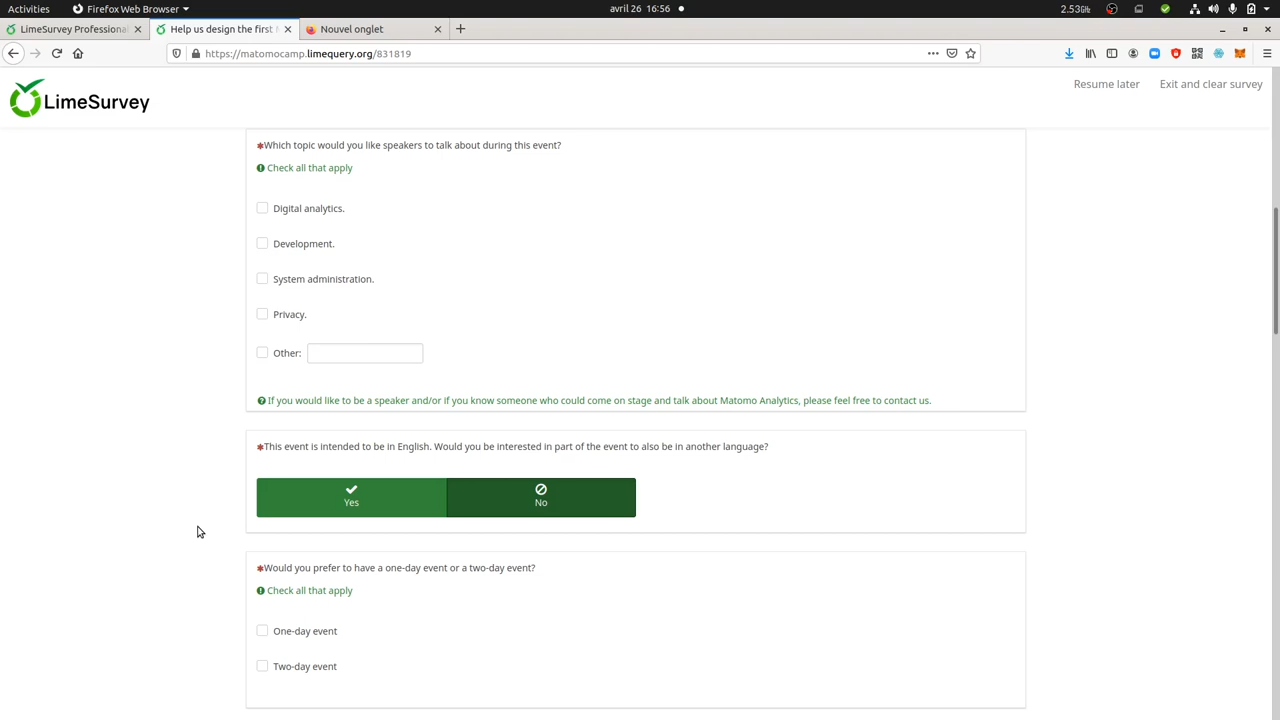 Activities
Firefox Web Browser
avril 26 16:56
2.53
LimeSurvey Professional
Help us design the first
Nouvel onglet
https://matomocamp.limequery.org/831819
LimeSurvey
Resume later
Exit and clear survey
*Which topic would you like speakers to talk about during this event?
Check all that apply
Digital analytics.
Development.
System administration.
Privacy.
Other:
If you would like to be a speaker and/or if you know someone who could come on stage and talk about Matomo Analytics, please feel free to contact us.
*This event is intended to be in English. Would you be interested in part of the event to also be in another language?
Yes
No
*Would you prefer to have a one-day event or a two-day event?
Check all that apply
One-day event
Two-day event